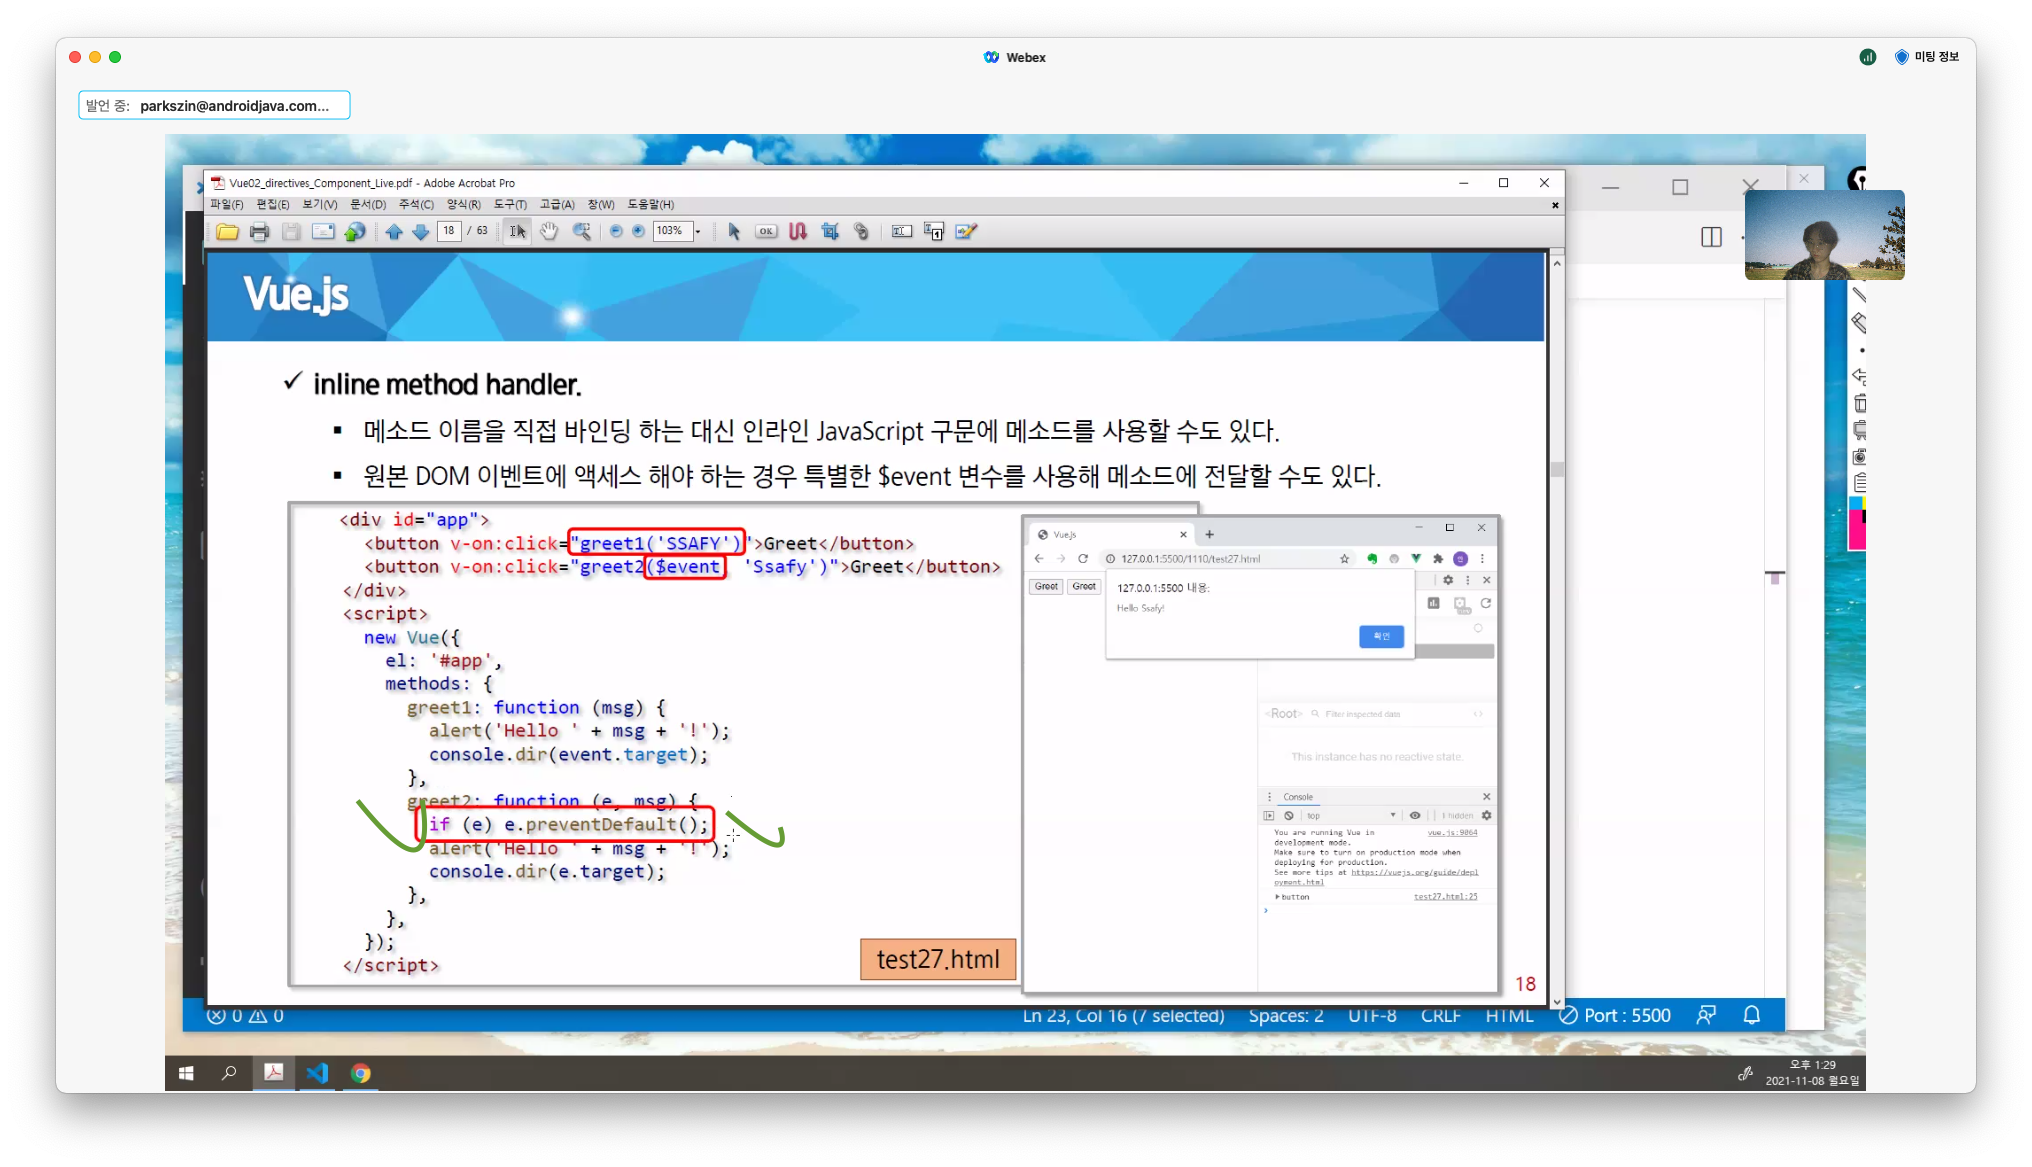 Webex
미팅 정보
발언 중: parkszin@androidjava.com...
Vue02_directives_Component_Live.pdf - Adobe Acrobat Pro
파일(F) 편집(E) 보기(V) 문서(D) 주석(C) 양식(R) 도구(T) 고급(A) 창(W) 도움말(H)
18 / 63 103% OK
Vue.js
✓ inline method handler.
▪ 메소드 이름을 직접 바인딩 하는 대신 인라인 JavaScript 구문에 메소드를 사용할 수도 있다.
▪ 원본 DOM 이벤트에 액세스 해야 하는 경우 특별한 $event 변수를 사용해 메소드에 전달할 수도 있다.
<div id="app">
<button v-on:click="greet1('SSAFY')">Greet</button>
<button v-on:click="greet2($event 'Ssafy')">Greet</button>
</div>
<script>
new Vue({
el: '#app',
methods: {
greet1: function (msg) {
alert('Hello ' + msg + '!');
console.dir(event.target);
},
greet2: function (e, msg) {
if (e) e.preventDefault();
alert('Hello ' + msg + '!');
console.dir(e.target);
},
},
});
</script>
test27.html
Vue.js
127.0.0.1:5500/1110/test27.html
Greet Greet
127.0.0.1:5500 내용:
Hello Ssafy!
확인
<Root> Filter inspected data
This instance has no reactive state.
Console
top 1 hidden
You are running Vue in vue.js:9064
development mode.
Make sure to turn on production mode when
deploying for production.
See more tips at https://vuejs.org/guide/depl
oyment.html
button test27.html:25
18
0 0 Ln 23, Col 16 (7 selected) Spaces: 2 UTF-8 CRLF HTML Port : 5500
오후 1:29
2021-11-08 월요일